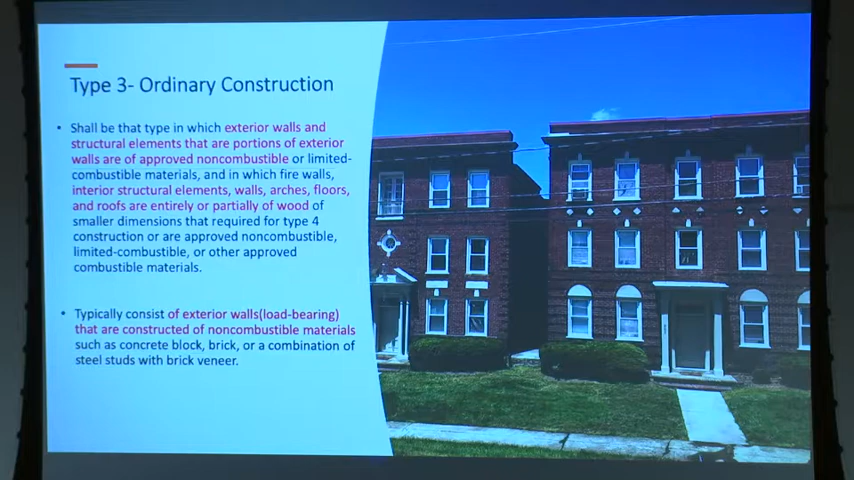 Type 3- Ordinary Construction
• Shall be that type in which exterior walls and
structural elements that are portions of exterior
walls are of approved noncombustible or limited-
combustible materials, and in which fire walls,
interior structural elements, walls, arches, floors,
and roofs are entirely or partially of wood of
smaller dimensions that required for type 4
construction or are approved noncombustible,
limited-combustible, or other approved
combustible materials.
• Typically consist of exterior walls(load-bearing)
that are constructed of noncombustible materials
such as concrete block, brick, or a combination of
steel studs with brick veneer.